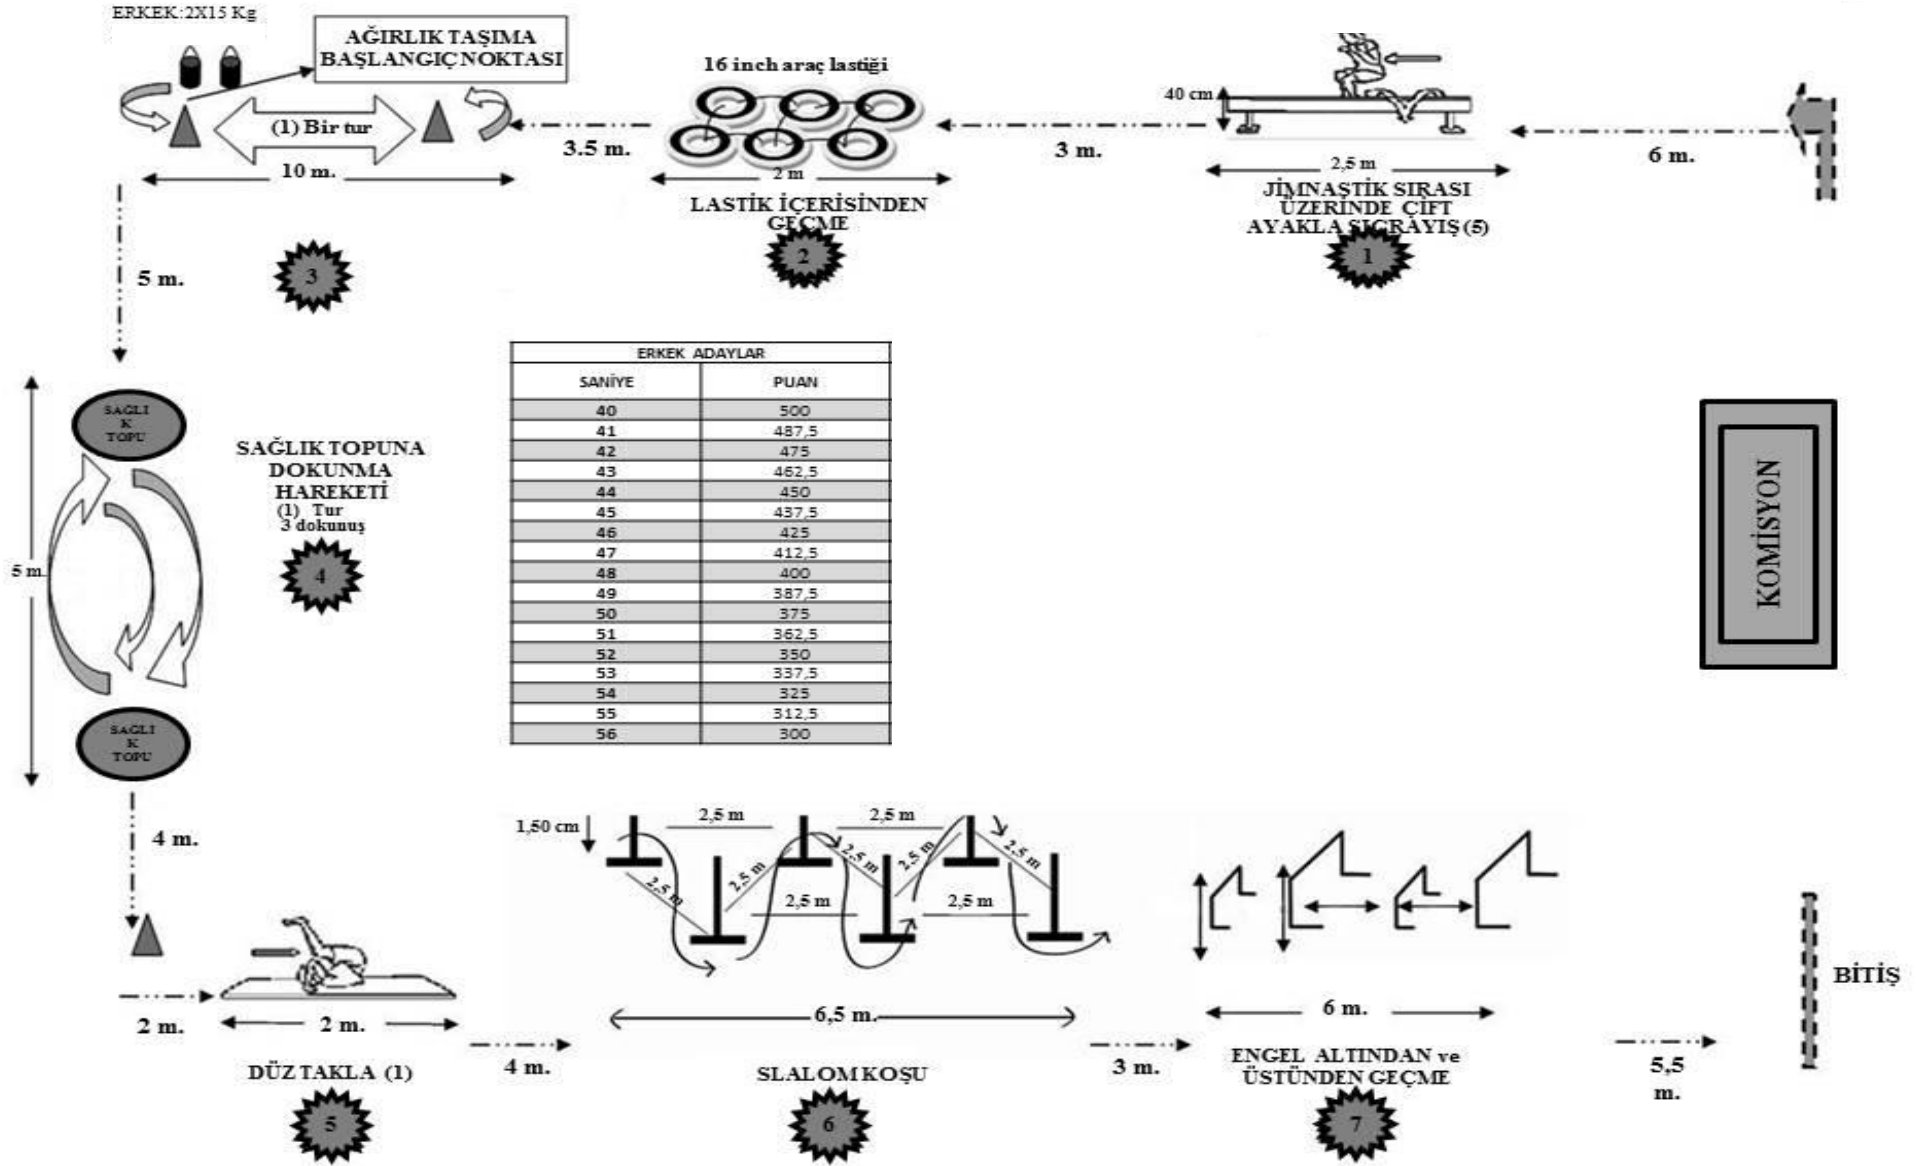 ERKEK:2X15 Kg
AĞIRLIK TAŞIMA
BAŞLANGIÇ NOKTASI
(1) Bir tur
10 m.
3.5 m.
16 inch araç lastiği
2 m
LASTİK İÇERİSİNDEN
GEÇME
2
3 m.
40 cm
2,5 m
JİMNASTİK SIRASI
ÜZERİNDE ÇİFT
AYAKLA SIÇRAYIŞ (5)
1
6 m.
5 m.
3
SAĞLI
K
TOPU
5 m.
SAĞLI
K
TOPU
SAĞLIK TOPUNA
DOKUNMA
HAREKETİ
(1) Tur
3 dokunuş
4
ERKEK ADAYLAR
SANİYE PUAN
40 500
41 487,5
42 475
43 462,5
44 450
45 437,5
46 425
47 412,5
48 400
49 387,5
50 375
51 362,5
52 350
53 337,5
54 325
55 312,5
56 300
KOMİSYON
4 m.
2 m.
2 m.
DÜZ TAKLA (1)
5
4 m.
1,50 cm
2,5 m
2,5 m
2,5 m
2,5 m
2,5 m
2,5 m
2,5 m
2,5 m
2,5 m
6,5 m.
SLALOM KOŞU
6
3 m.
6 m.
ENGEL ALTINDAN ve
ÜSTÜNDEN GEÇME
7
5,5
m.
BİTİŞ